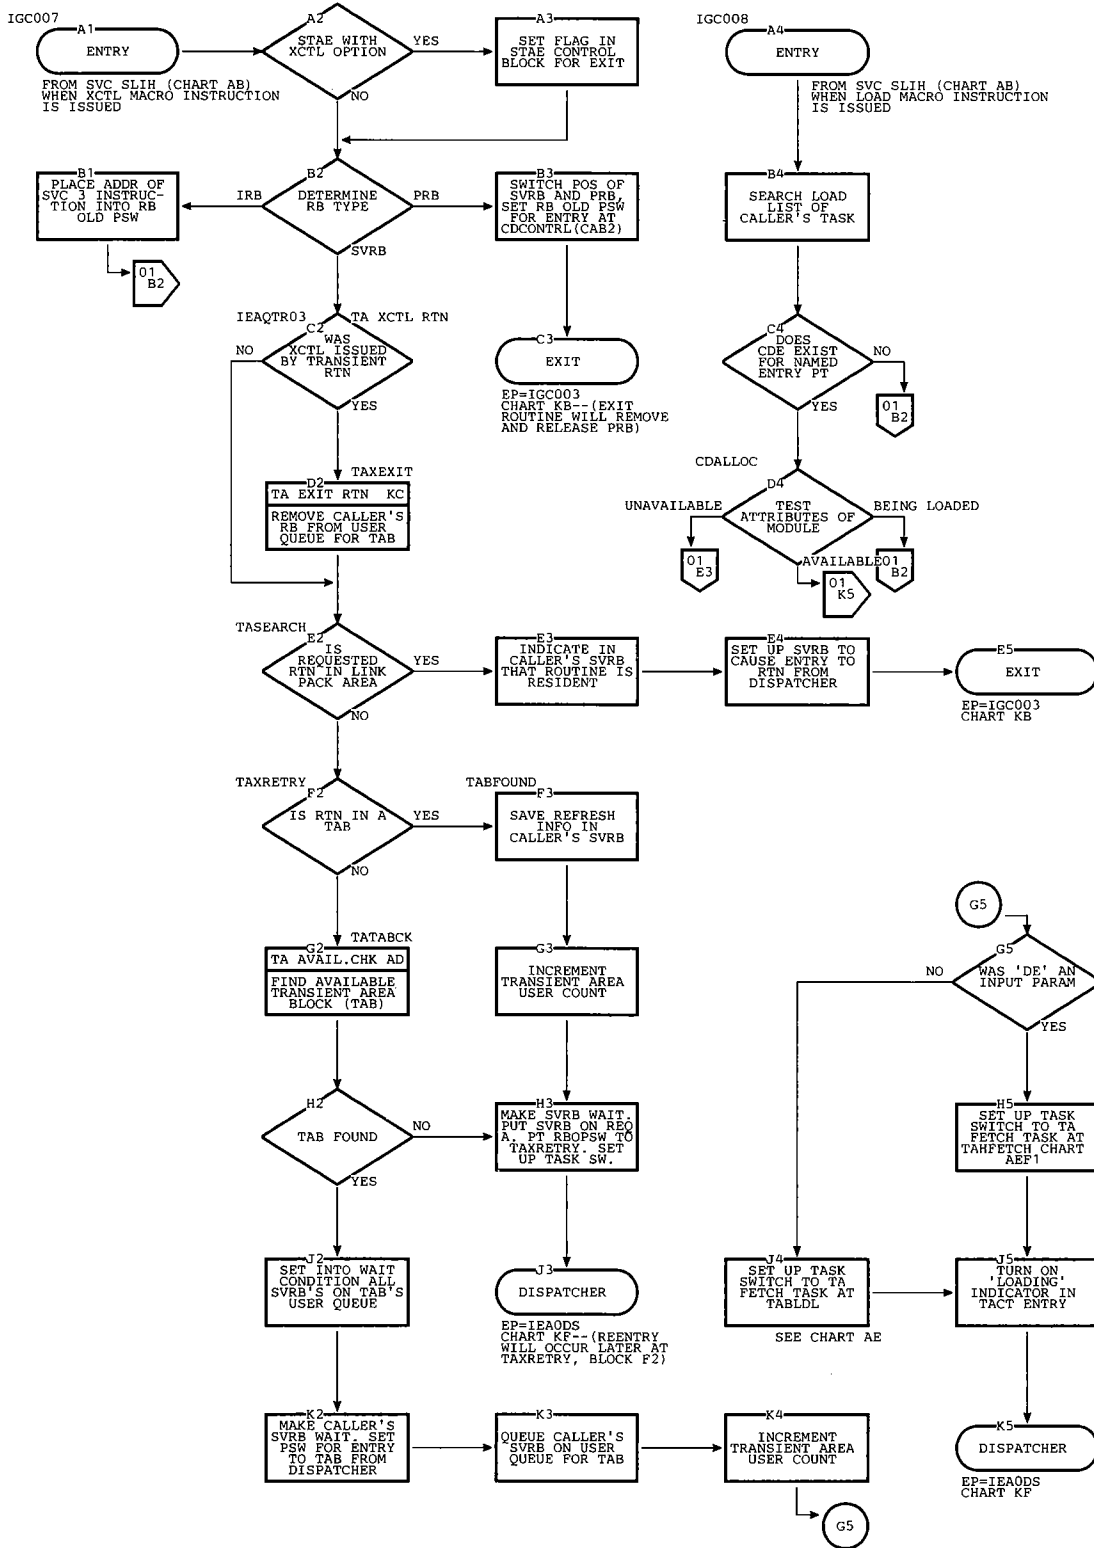 IGC007
A1
ENTRY
FROM SVC SLIH (CHART AB)
WHEN XCTL MACRO INSTRUCTION
IS ISSUED
A2
STAE WITH
XCTL OPTION
YES
NO
A3
SET FLAG IN
STAE CONTROL
BLOCK FOR EXIT
IGC008
A4
ENTRY
FROM SVC SLIH (CHART AB)
WHEN LOAD MACRO INSTRUCTION
IS ISSUED
B1
PLACE ADDR OF
SVC 3 INSTRUC-
TION INTO RB
OLD PSW
01
B2
IRB
B2
DETERMINE
RB TYPE
PRB
SVRB
B3
SWITCH POS OF
SVRB AND PRB,
SET RB OLD PSW
FOR ENTRY AT
CDCONTRL(CAB2)
B4
SEARCH LOAD
LIST OF
CALLER'S TASK
IEAQTR03
TA XCTL RTN
C2
WAS
XCTL ISSUED
BY TRANSIENT
RTN
NO
YES
C3
EXIT
EP=IGC003
CHART KB--(EXIT
ROUTINE WILL REMOVE
AND RELEASE PRB)
C4
DOES
CDE EXIST
FOR NAMED
ENTRY PT
NO
YES
01
B2
TAXEXIT
D2
TA EXIT RTN KC
REMOVE CALLER'S
RB FROM USER
QUEUE FOR TAB
CDALLOC
D4
TEST
ATTRIBUTES OF
MODULE
UNAVAILABLE
BEING LOADED
AVAILABLE
01
E3
01
K5
01
B2
TASEARCH
E2
IS
REQUESTED
RTN IN LINK
PACK AREA
YES
NO
E3
INDICATE IN
CALLER'S SVRB
THAT ROUTINE IS
RESIDENT
E4
SET UP SVRB TO
CAUSE ENTRY TO
RTN FROM
DISPATCHER
E5
EXIT
EP=IGC003
CHART KB
TAXRETRY
F2
IS RTN IN A
TAB
YES
NO
TABFOUND
F3
SAVE REFRESH
INFO IN
CALLER'S SVRB
TATABCK
G2
TA AVAIL.CHK AD
FIND AVAILABLE
TRANSIENT AREA
BLOCK (TAB)
G3
INCREMENT
TRANSIENT AREA
USER COUNT
G5
G5
WAS 'DE' AN
INPUT PARAM
NO
YES
H2
TAB FOUND
NO
YES
H3
MAKE SVRB WAIT.
PUT SVRB ON REQ
A. PT RBOPSW TO
TAXRETRY. SET
UP TASK SW.
H5
SET UP TASK
SWITCH TO TA
FETCH TASK AT
TAHFETCH CHART
AEF1
J2
SET INTO WAIT
CONDITION ALL
SVRB'S ON TAB'S
USER QUEUE
J3
DISPATCHER
EP=IEA0DS
CHART KF--(REENTRY
WILL OCCUR LATER AT
TAXRETRY, BLOCK F2)
J4
SET UP TASK
SWITCH TO TA
FETCH TASK AT
TABLDL
SEE CHART AE
J5
TURN ON
'LOADING'
INDICATOR IN
TACT ENTRY
K2
MAKE CALLER'S
SVRB WAIT. SET
PSW FOR ENTRY
TO TAB FROM
DISPATCHER
K3
QUEUE CALLER'S
SVRB ON USER
QUEUE FOR TAB
K4
INCREMENT
TRANSIENT AREA
USER COUNT
G5
K5
DISPATCHER
EP=IEA0DS
CHART KF